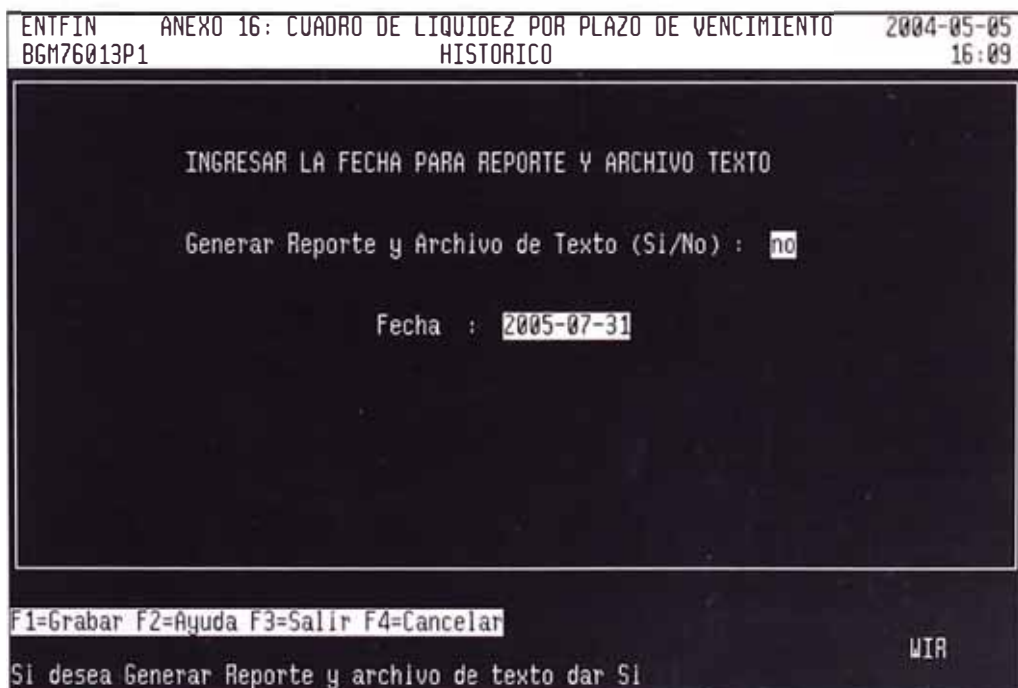 ENTFIN ANEXO 16: CUADRO DE LIQUIDEZ POR PLAZO DE VENCIMIENTO 2004-05-05
BGM76013P1 HISTORICO 16:09
INGRESAR LA FECHA PARA REPORTE Y ARCHIVO TEXTO
Generar Reporte y Archivo de Texto (Si/No) : no
Fecha : 2005-07-31
F1=Grabar F2=Ayuda F3=Salir F4=Cancelar
WIR
Si desea Generar Reporte y archivo de texto dar Si